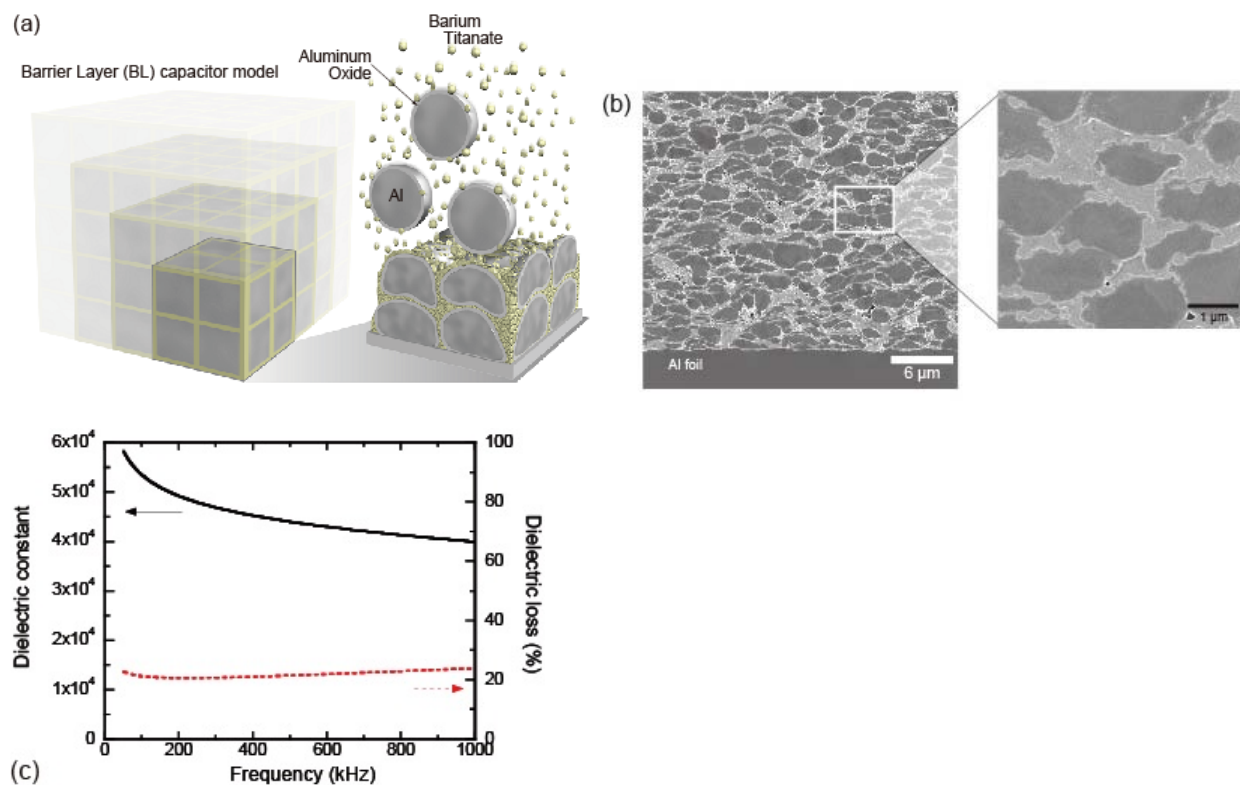 (a)
Barrier Layer (BL) capacitor model
Barium
Titanate
Aluminum
Oxide
Al
(b)
Al foil
6 μm
1 μm
6x10⁴
5x10⁴
4x10⁴
3x10⁴
2x10⁴
1x10⁴
0
Dielectric constant
100
80
60
40
20
0
Dielectric loss (%)
0
200
400
600
800
1000
Frequency (kHz)
(c)